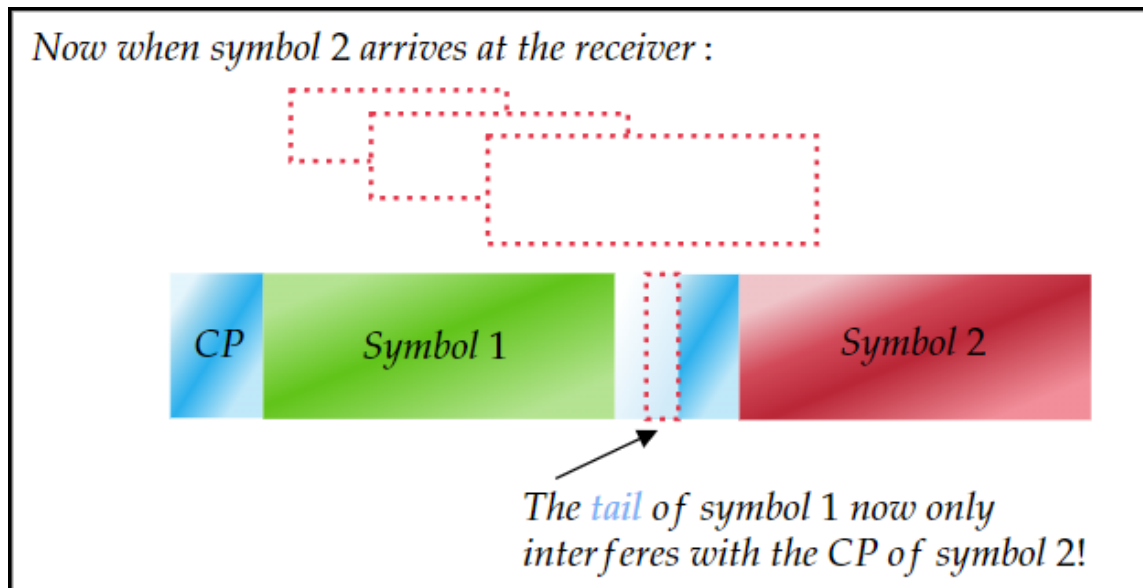 Now when symbol 2 arrives at the receiver :
CP
Symbol 1
Symbol 2
The tail of symbol 1 now only
interferes with the CP of symbol 2!